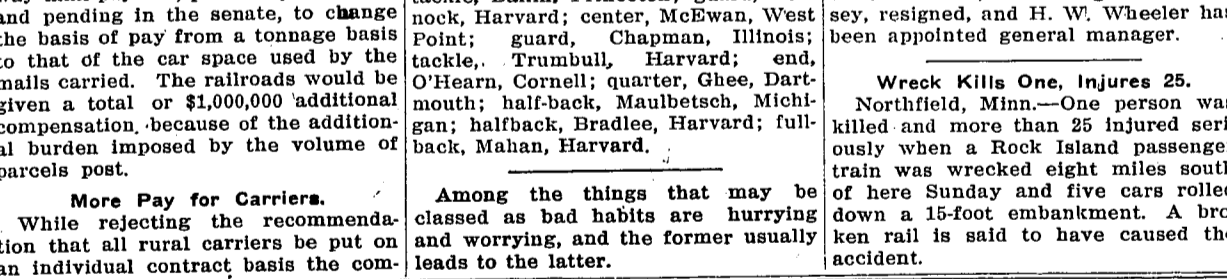 and pending in the senate, to change
the basis of pay from a tonnage basis
to that of the car space used by the
mails carried. The railroads would be
given a total or $1,000,000 additional
compensation, because of the addition-
al burden imposed by the volume of
parcels post.
More Pay for Carriers.
While rejecting the recommenda-
tion that all rural carriers be put on
an individual contract basis the com-
nock, Harvard; center, McEwan, West
Point; guard, Chapman, Illinois;
tackle, Trumbull, Harvard; end,
O'Hearn, Cornell; quarter, Ghee, Dart-
mouth; half-back, Maulbetsch, Michi-
gan; halfback, Bradlee, Harvard; full-
back, Mahan, Harvard.
Among the things that may be
classed as bad habits are hurrying
and worrying, and the former usually
leads to the latter.
sey, resigned, and H. W. Wheeler has
been appointed general manager.
Wreck Kills One, Injures 25.
Northfield, Minn.—One person was
killed and more than 25 injured seri
ously when a Rock Island passenge
train was wrecked eight miles south
of here Sunday and five cars rolled
down a 15-foot embankment. A bro
ken rail is said to have caused the
accident.